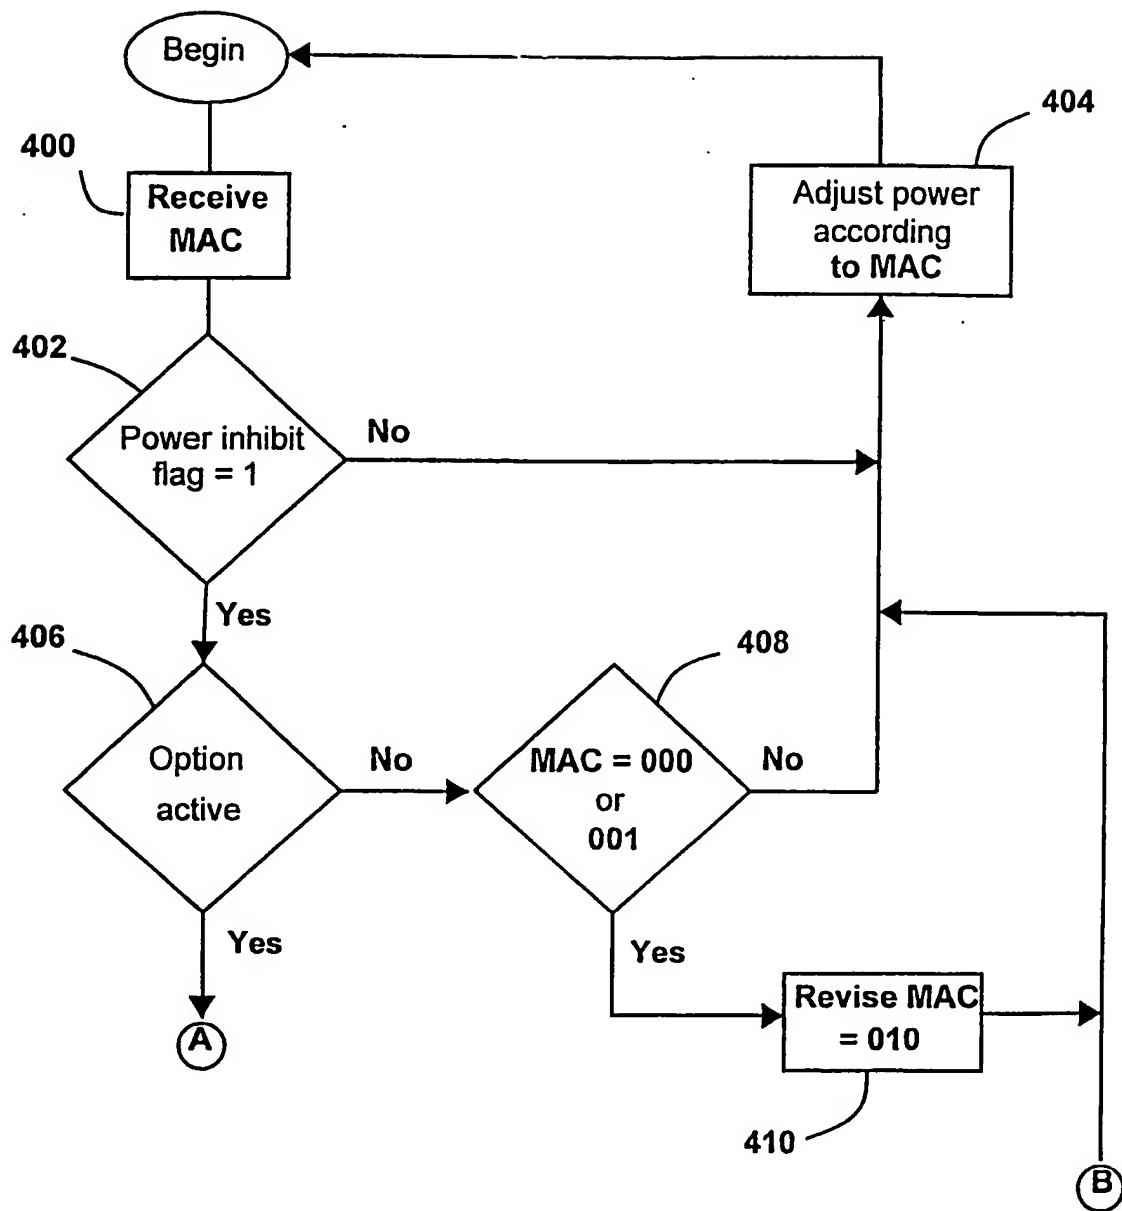 Begin
404
400
Receive
MAC
Adjust power
according
to MAC
402
Power inhibit
flag = 1
No
Yes
406
408
Option
active
No
MAC = 000
or
001
No
Yes
Yes
Revise MAC
= 010
A
410
B